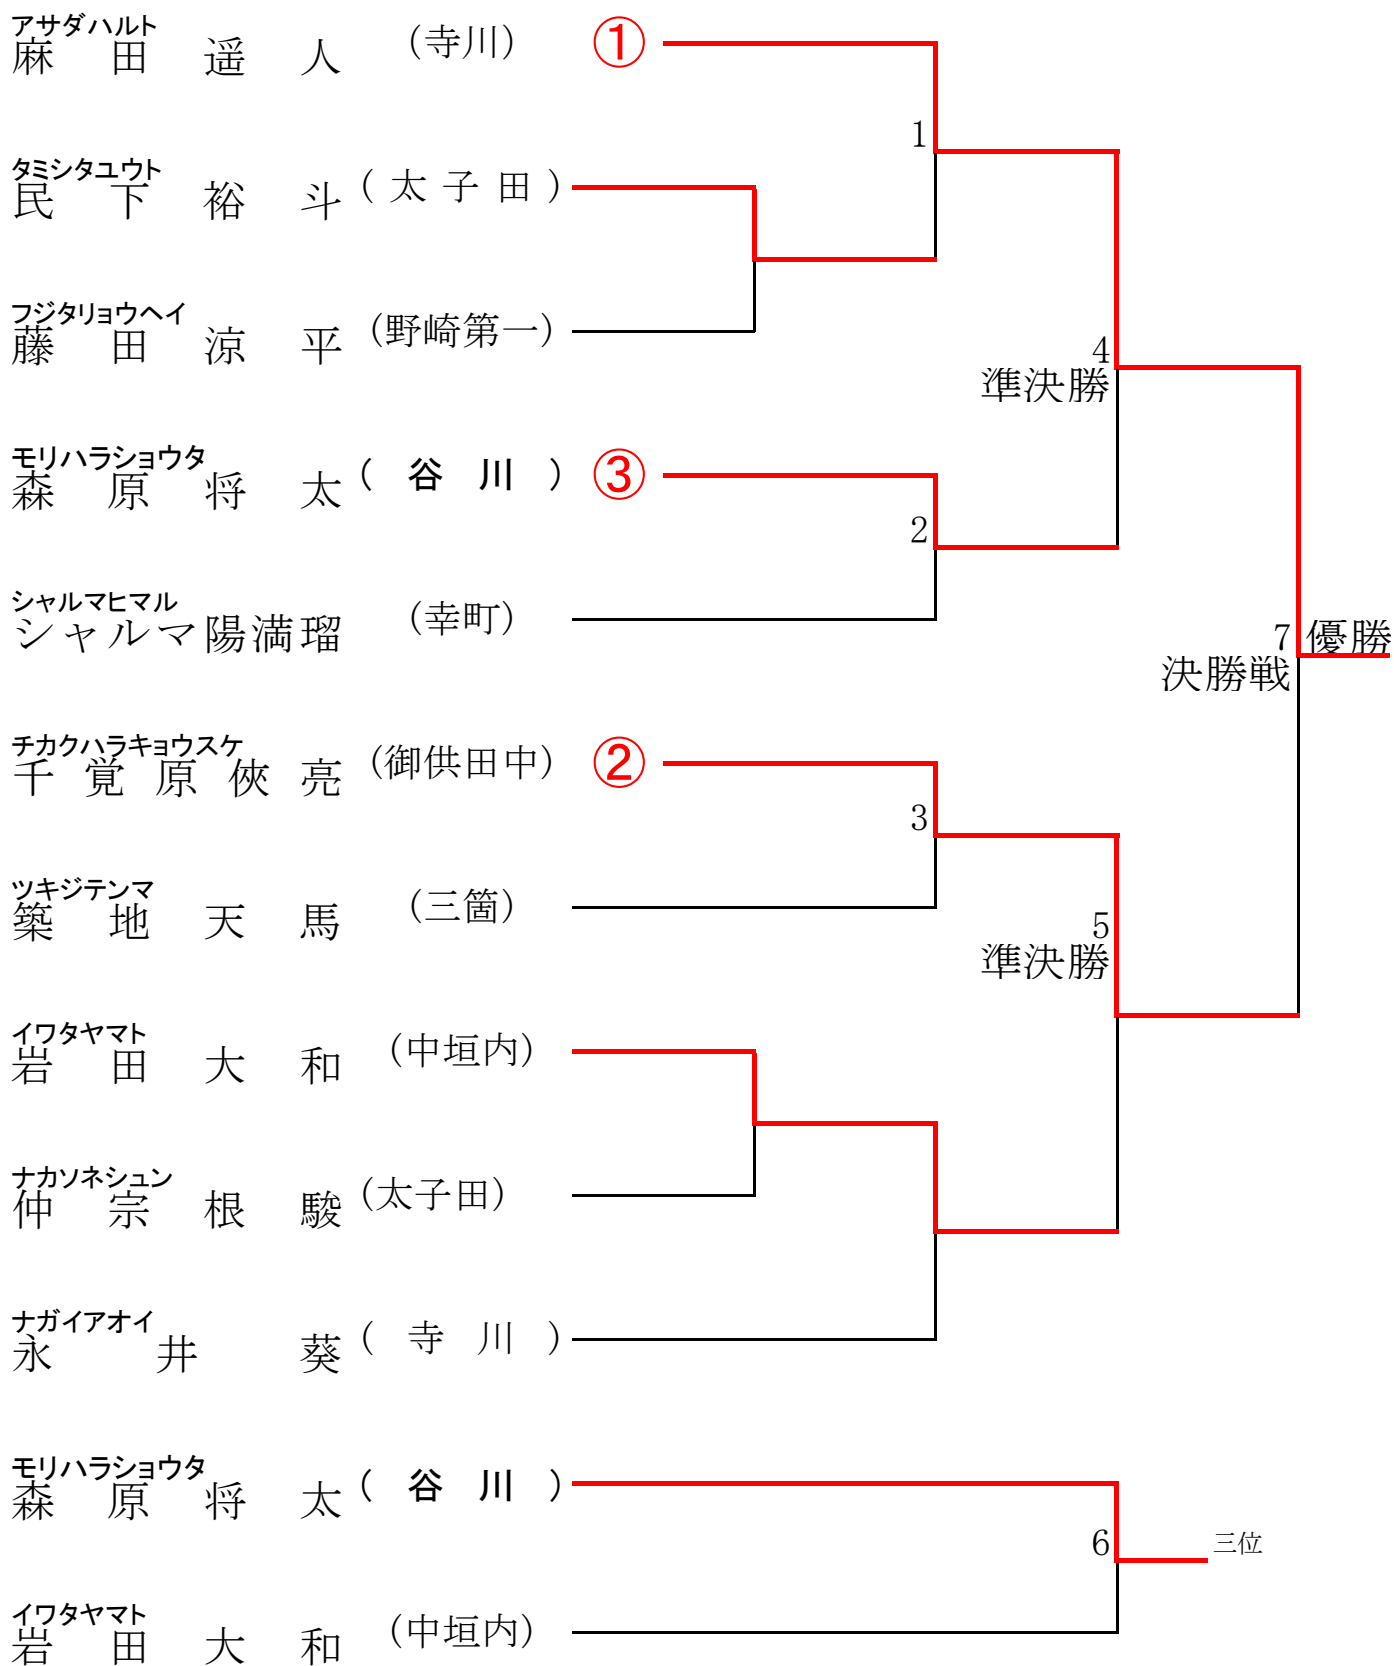 アサダハルト
麻田遥人 (寺川) ①
1
タミシタユウト
民下裕斗 (太子田)
フジタリョウヘイ
藤田涼平 (野崎第一)
4
準決勝
モリハラショウタ
森原将太 (谷川) ③
2
シャルマヒマル
シャルマ陽満瑠 (幸町)
7 優勝
決勝戦
チカクハラキョウスケ
千覚原俠亮 (御供田中) ②
3
ツキジテンマ
築地天馬 (三箇)
5
準決勝
イワタヤマト
岩田大和 (中垣内)
ナカソネシュン
仲宗根駿 (太子田)
ナガイアオイ
永井葵 (寺川)
モリハラショウタ
森原将太 (谷川)
6 三位
イワタヤマト
岩田大和 (中垣内)